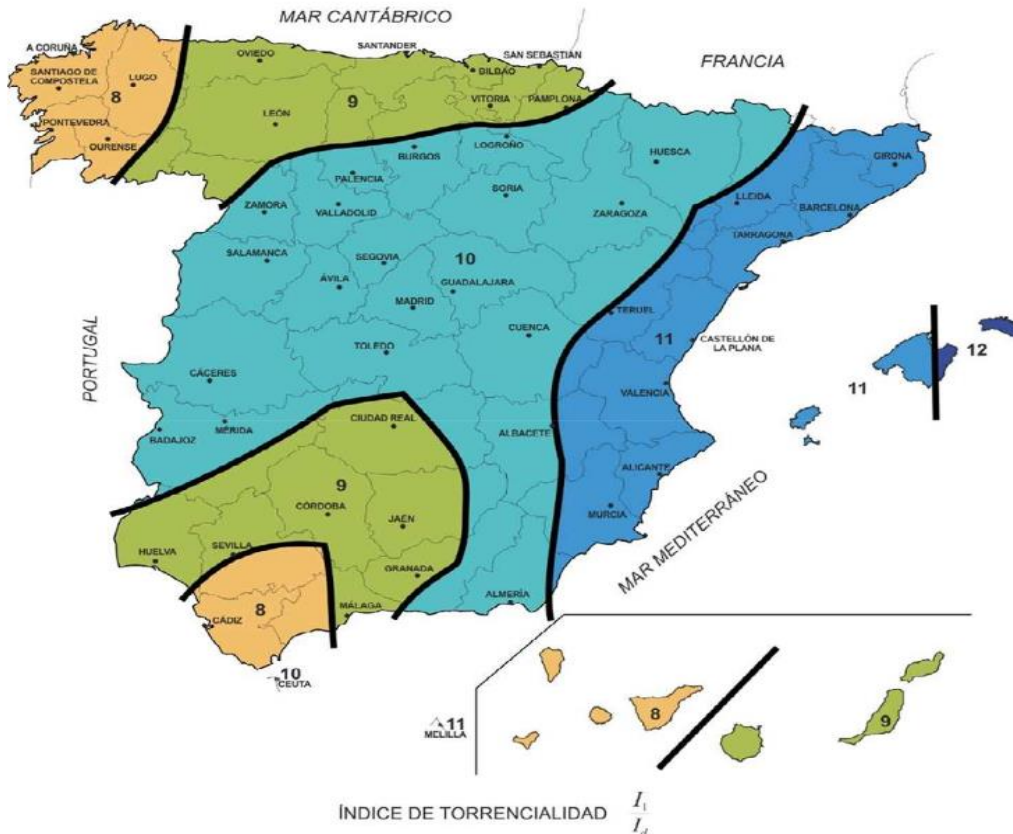 MAR CANTÁBRICO
A CORUÑA
OVIEDO
SANTANDER
SAN SEBASTIAN
FRANCIA
SANTIAGO DE
COMPOSTELA
LUGO
8
BILBAO
9
VITORIA
PAMPLONA
PONTEVEDRA
LEÓN
OURENSE
BURGOS
LOGROÑO
HUESCA
GIRONA
PALENCIA
SORIA
ZAMORA
VALLADOLID
ZARAGOZA
LLEIDA
BARCELONA
TARRAGONA
SALAMANCA
SEGOVIA
10
ÁVILA
GUADALAJARA
MADRID
TERUEL
PORTUGAL
TOLEDO
CUENCA
11
CASTELLÓN DE
LA PLANA
12
CÁCERES
VALENCIA
11
BADAJOZ
MÉRIDA
CIUDAD REAL
ALBACETE
ALICANTE
9
CÓRDOBA
JAÉN
MURCIA
MAR MEDITERRÁNEO
HUELVA
SEVILLA
GRANADA
ALMERÍA
MÁLAGA
CÁDIZ
8
10
CEUTA
11
MELILLA
8
9
ÍNDICE DE TORRENCIALIDAD I₁
I_d